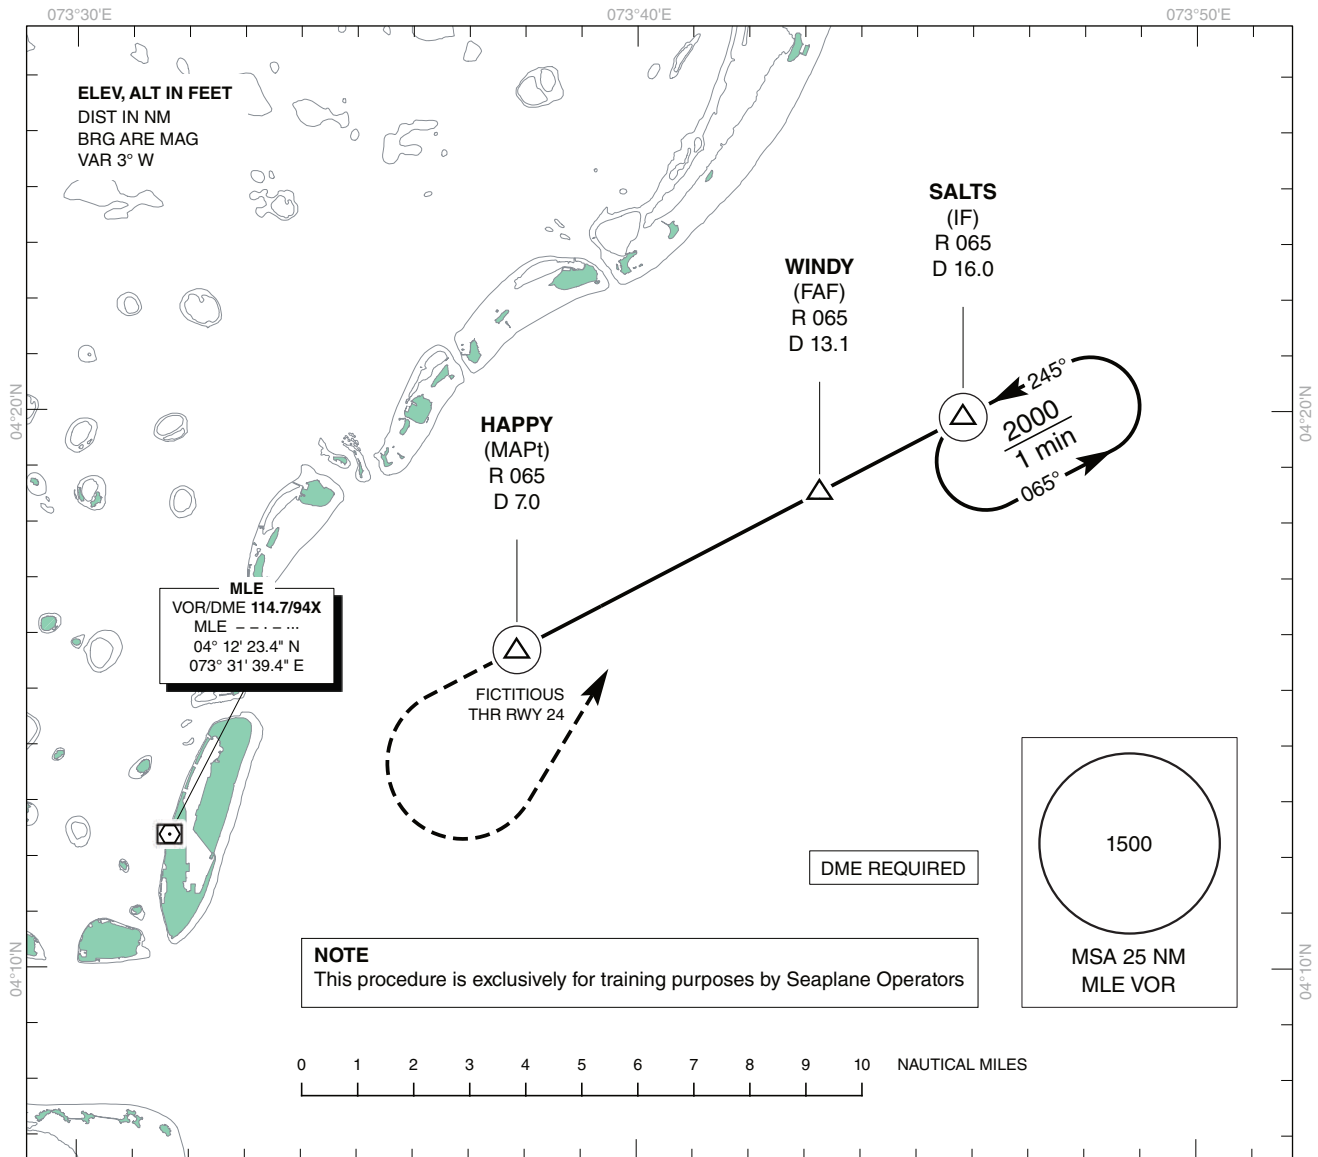 073°30'E
073°40'E
073°50'E
ELEV, ALT IN FEET
DIST IN NM
BRG ARE MAG
VAR 3° W
SALTS
(IF)
R 065
D 16.0
WINDY
(FAF)
R 065
D 13.1
245°
2000
1 min
065°
04°20'N
04°20'N
HAPPY
(MAPt)
R 065
D 7.0
MLE
VOR/DME 114.7/94X
MLE – – · – · · ·
04° 12' 23.4" N
073° 31' 39.4" E
FICTITIOUS
THR RWY 24
1500
MSA 25 NM
MLE VOR
DME REQUIRED
NOTE
This procedure is exclusively for training purposes by Seaplane Operators
04°10'N
04°10'N
0 1 2 3 4 5 6 7 8 9 10 NAUTICAL MILES